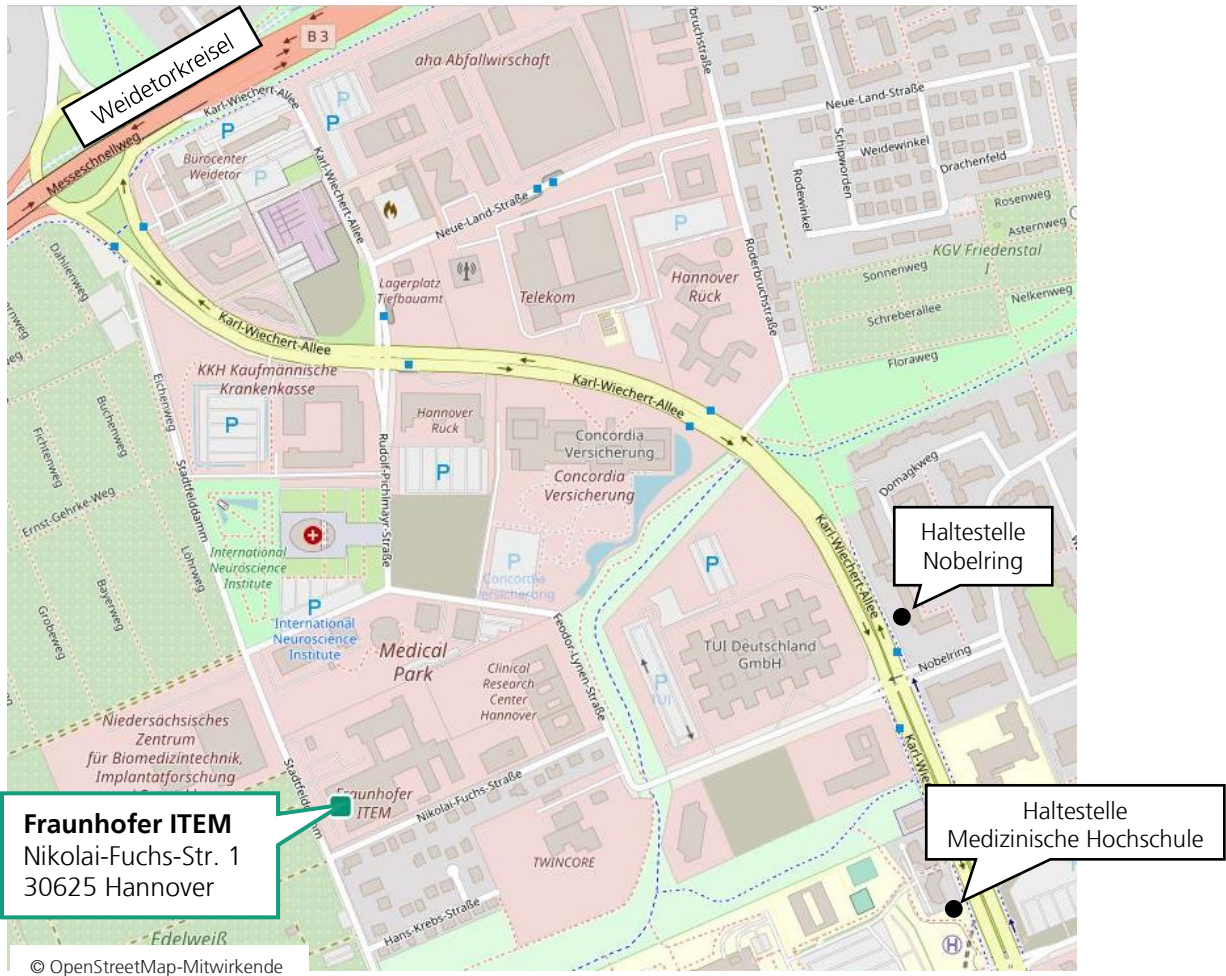 Weidetorkreisel
B 3
aha Abfallwirschaft
Karl-Wiechert-Allee
P
P
P
Messeschnellweg
Bürocenter
Weidetor
P
Karl-Wiechert-Allee
Neue-Land-Straße
Roderbruchstraße
P
Neue-Land-Straße
Schipworden
Weidewinkel
Drachenfeld
Rodewinkel
Rosenweg
Asternweg
KGV Friedenstal
I
Sonnenweg
Nelkenweg
Schreberallee
Floraweg
Dahlienweg
Lagerplatz
Tiefbauamt
Telekom
Hannover
Rück
Karl-Wiechert-Allee
Karl-Wiechert-Allee
KKH Kaufmännische
Krankenkasse
P
Eichenweg
Buchenweg
Fichtenweg
Stadtfelddamm
Ernst-Gehrke-Weg
Löhrweg
Bayerweg
Grobeweg
Hannover
Rück
P
Rudolf-Pichlmayr-Straße
Concordia
Versicherung
Concordia
Versicherung
P
Concordia
Versicherung
International
Neuroscience
Institute
P
International
Neuroscience
Institute
Domagkweg
Karl-Wiechert-Allee
Haltestelle
Nobelring
P
TUI Deutschland
GmbH
P
TUI
Nobelring
Medical
Park
Clinical
Research
Center
Hannover
Feodor-Lynen-Straße
Niedersächsisches
Zentrum
für Biomedizintechnik,
Implantatforschung
Stadtfelddamm
Fraunhofer
ITEM
Nikolai-Fuchs-Straße
Fraunhofer ITEM
Nikolai-Fuchs-Str. 1
30625 Hannover
TWINCORE
Hans-Krebs-Straße
Haltestelle
Medizinische Hochschule
H
Edelweiß
© OpenStreetMap-Mitwirkende